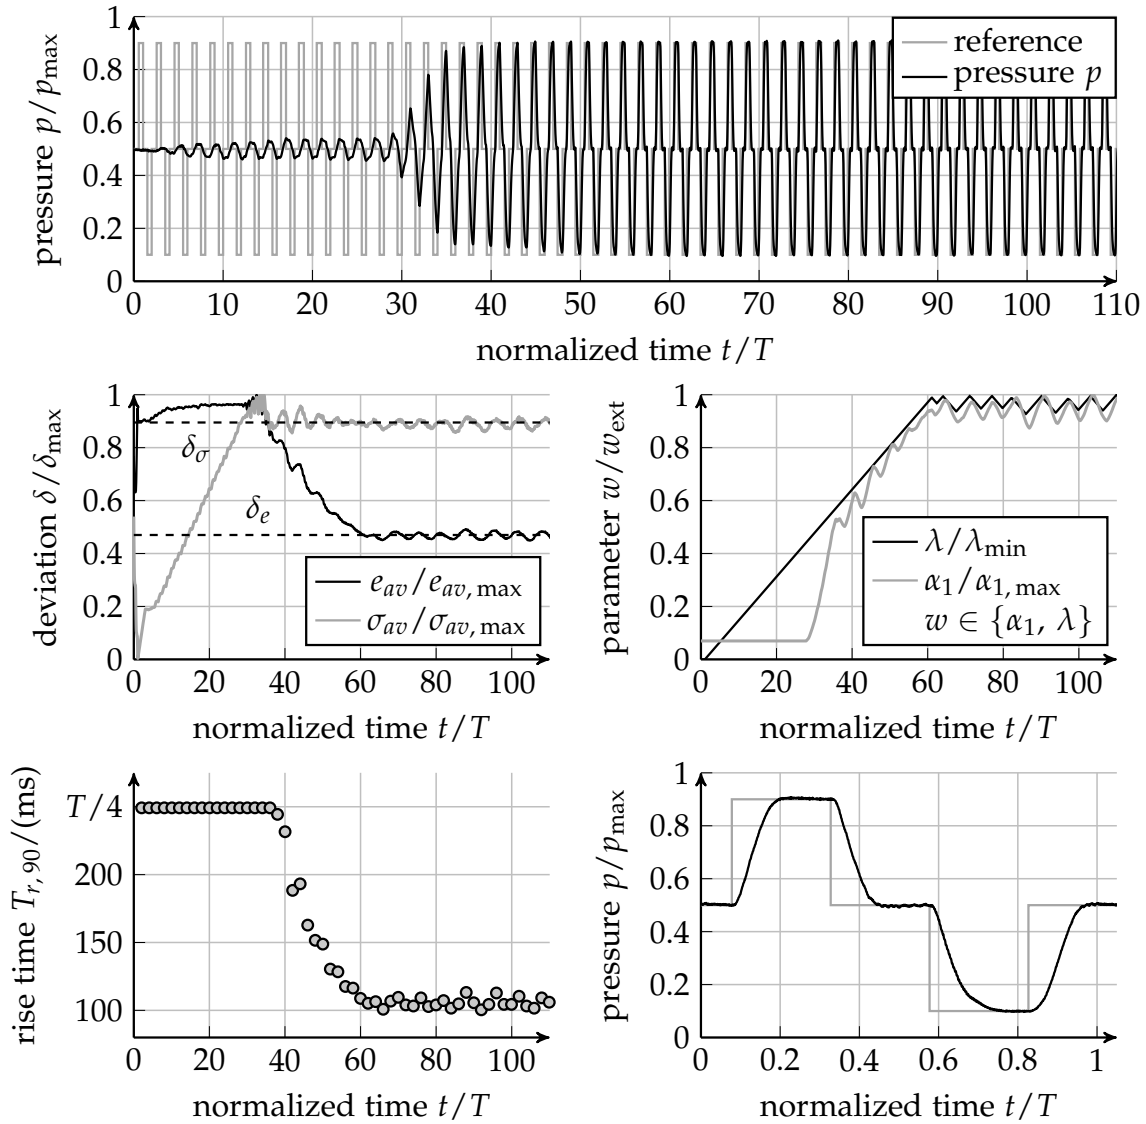 1
0.8
0.6
0.4
0.2
0
pressure p/p_max
reference
pressure p
0 10 20 30 40 50 60 70 80 90 100 110
normalized time t/T
1
0.8
0.6
0.4
0.2
0
deviation δ/δ_max
δ_σ
δ_e
e_av/e_av, max
σ_av/σ_av, max
0 20 40 60 80 100
normalized time t/T
1
0.8
0.6
0.4
0.2
0
parameter w/w_ext
λ/λ_min
α_1/α_1, max
w ∈ {α_1, λ}
0 20 40 60 80 100
normalized time t/T
T/4
200
150
100
rise time T_r, 90/(ms)
0 20 40 60 80 100
normalized time t/T
1
0.8
0.6
0.4
0.2
0
pressure p/p_max
0 0.2 0.4 0.6 0.8 1
normalized time t/T